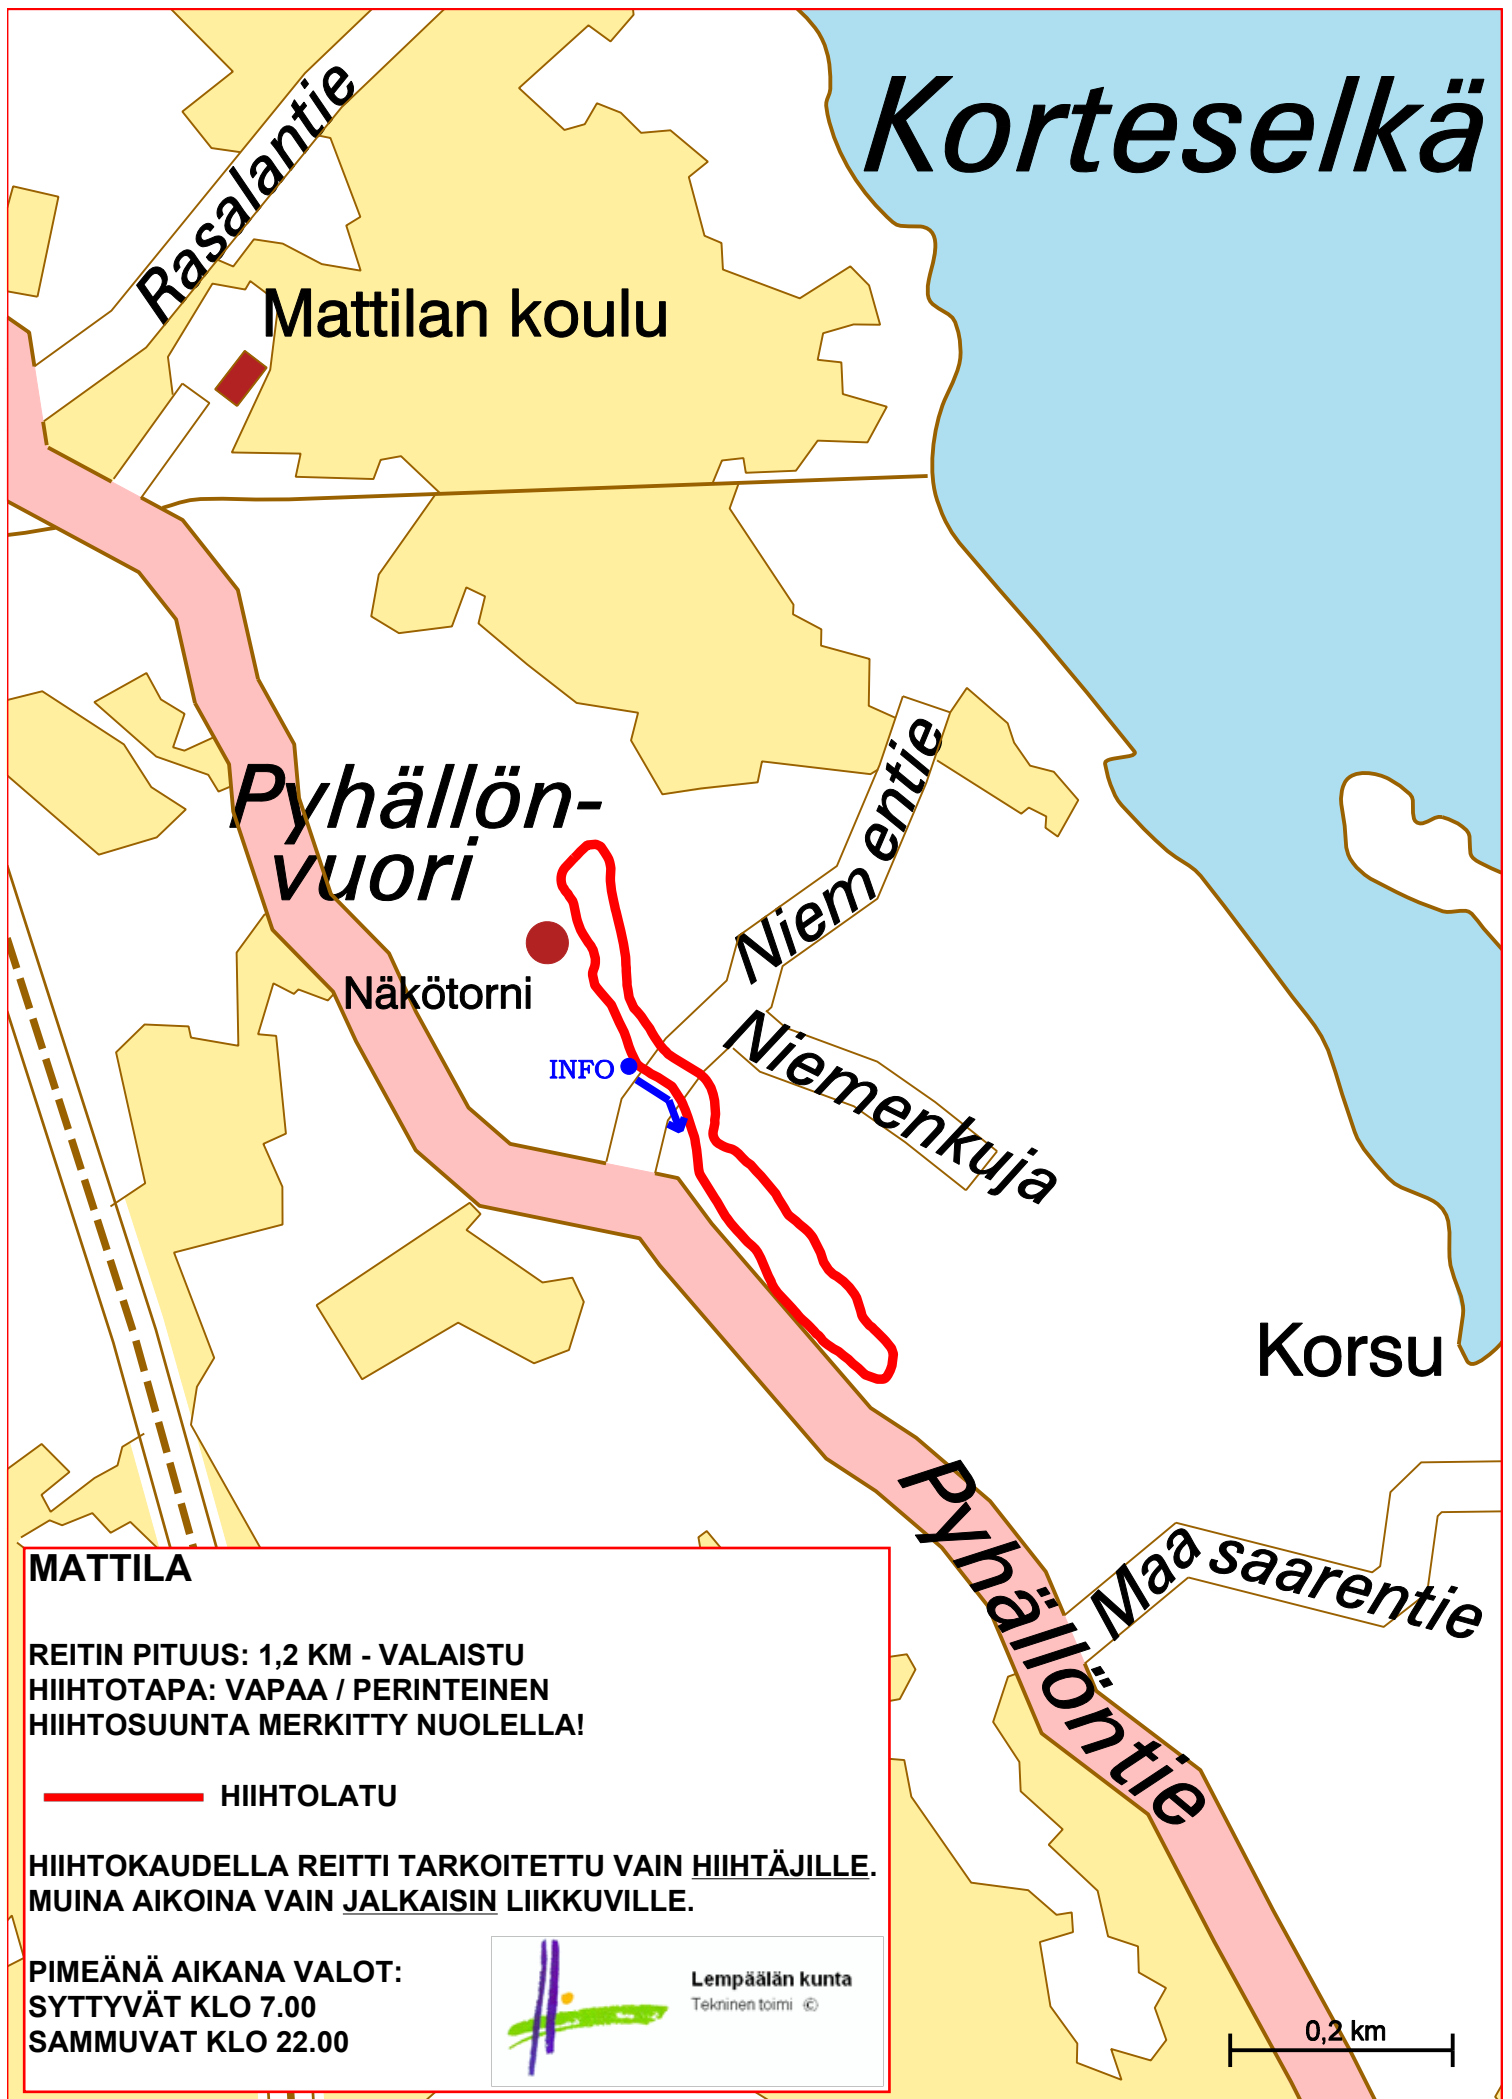 Korteselkä
Rasalantie
Mattilan koulu
Pyhällön-
vuori
Niementie
Näkötorni
Niemenkuja
INFO
Korsu
Pyhällöntie
Maasaarentie
MATTILA
REITIN PITUUS: 1,2 KM - VALAISTU
HIIHTOTAPA: VAPAA / PERINTEINEN
HIIHTOSUUNTA MERKITTY NUOLELLA!
HIIHTOLATU
HIIHTOKAUDELLA REITTI TARKOITETTU VAIN HIIHTÄJILLE.
MUINA AIKOINA VAIN JALKAISIN LIIKKUVILLE.
PIMEÄNÄ AIKANA VALOT:
SYTTYVÄT KLO 7.00
SAMMUVAT KLO 22.00
Lempäälän kunta
Tekninen toimi ©
0,2 km